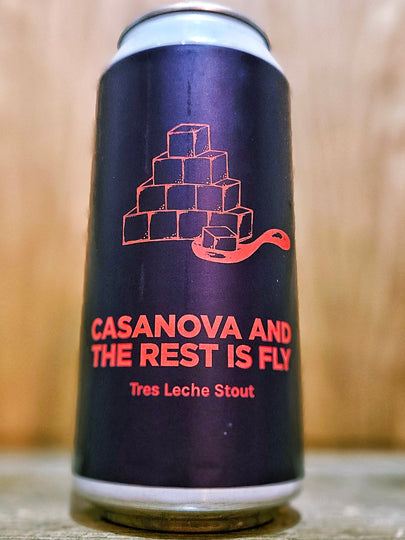 CASANOVA AND
THE REST IS FLY
Tres Leche Stout